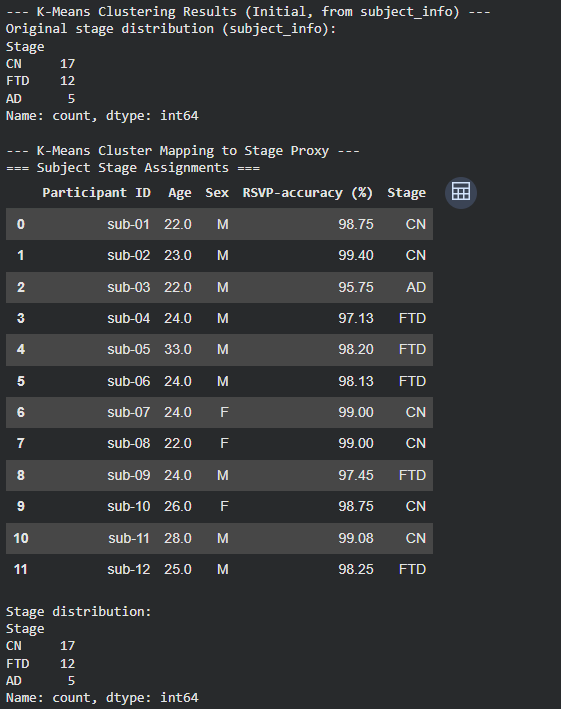 --- K-Means Clustering Results (Initial, from subject_info) ---
Original stage distribution (subject_info):
Stage
CN     17
FTD    12
AD      5
Name: count, dtype: int64

--- K-Means Cluster Mapping to Stage Proxy ---
=== Subject Stage Assignments ===
Participant ID Age Sex RSVP-accuracy (%) Stage
0 sub-01 22.0 M 98.75 CN
1 sub-02 23.0 M 99.40 CN
2 sub-03 22.0 M 95.75 AD
3 sub-04 24.0 M 97.13 FTD
4 sub-05 33.0 M 98.20 FTD
5 sub-06 24.0 M 98.13 FTD
6 sub-07 24.0 F 99.00 CN
7 sub-08 22.0 F 99.00 CN
8 sub-09 24.0 M 97.45 FTD
9 sub-10 26.0 F 98.75 CN
10 sub-11 28.0 M 99.08 CN
11 sub-12 25.0 M 98.25 FTD

Stage distribution:
Stage
CN     17
FTD    12
AD      5
Name: count, dtype: int64